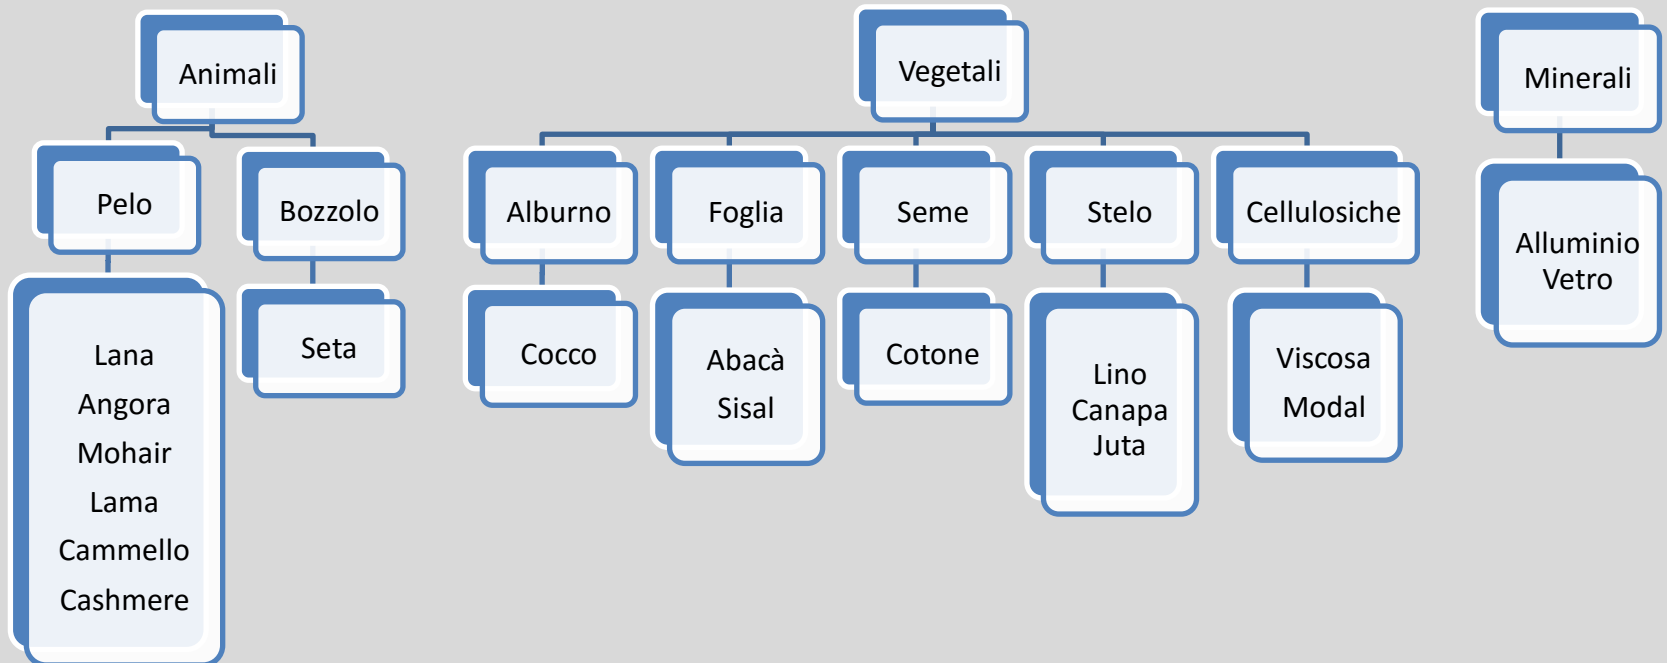 Animali
Pelo
Lana
Angora
Mohair
Lama
Cammello
Cashmere
Bozzolo
Seta
Vegetali
Alburno
Cocco
Foglia
Abacà
Sisal
Seme
Cotone
Stelo
Lino
Canapa
Juta
Cellulosiche
Viscosa
Modal
Minerali
Alluminio
Vetro